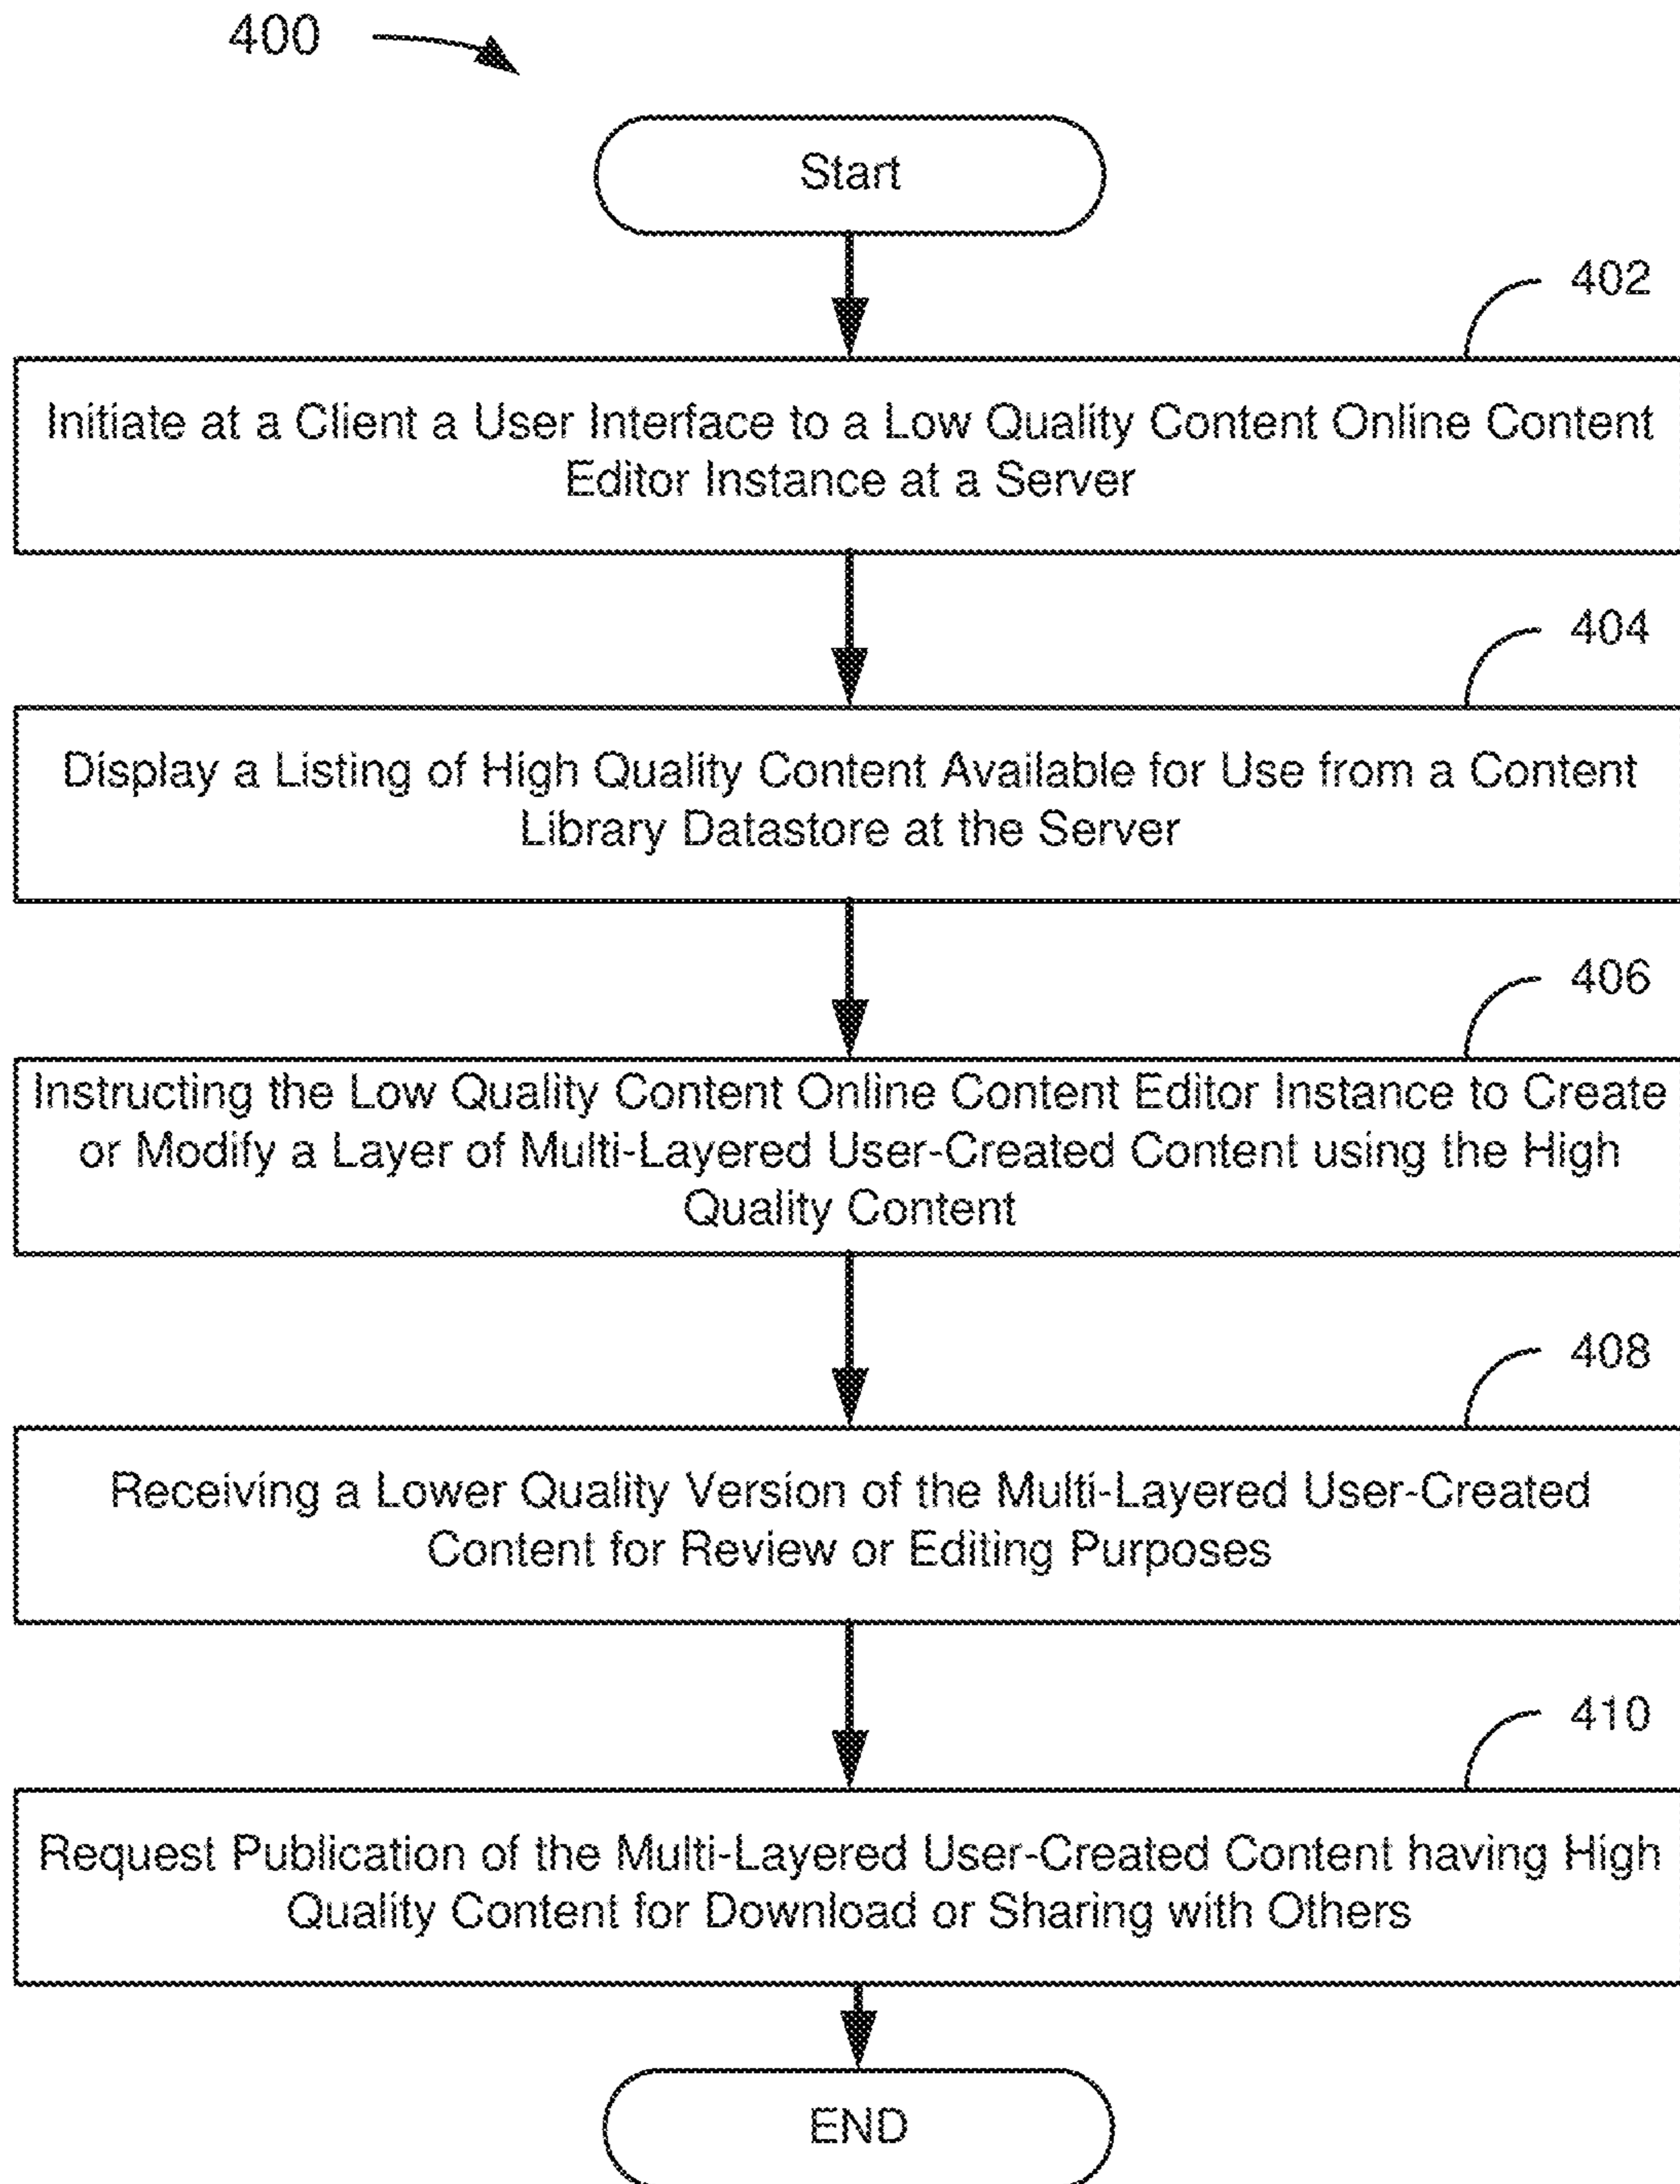 400
Start
402
Initiate at a Client a User Interface to a Low Quality Content Online Content
Editor Instance at a Server
404
Display a Listing of High Quality Content Available for Use from a Content
Library Datastore at the Server
406
Instructing the Low Quality Content Online Content Editor Instance to Create
or Modify a Layer of Multi-Layered User-Created Content using the High
Quality Content
408
Receiving a Lower Quality Version of the Multi-Layered User-Created
Content for Review or Editing Purposes
410
Request Publication of the Multi-Layered User-Created Content having High
Quality Content for Download or Sharing with Others
END